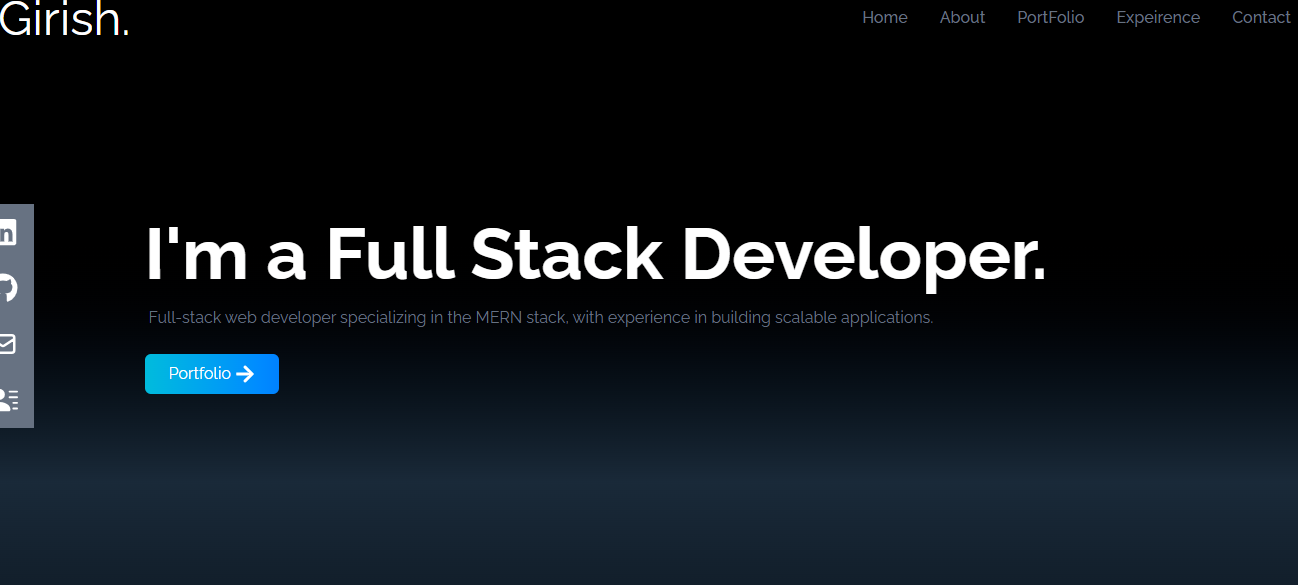 Girish.
Home About PortFolio Expeirence Contact
in
I'm a Full Stack Developer.
Full-stack web developer specializing in the MERN stack, with experience in building scalable applications.
Portfolio